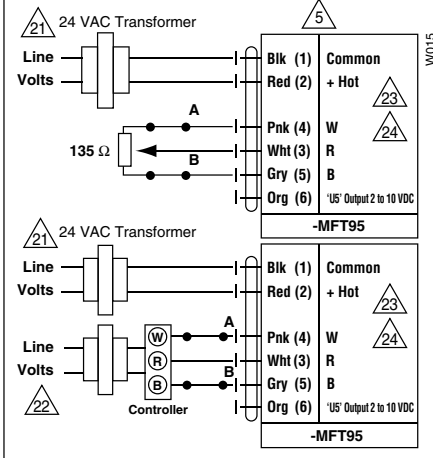 21 24 VAC Transformer 5
W015
Line Blk (1) Common
Volts Red (2) + Hot
23
A Pnk (4) W 24
135 Ω Wht (3) R
B Gry (5) B
Org (6) 'U5' Output 2 to 10 VDC
-MFT95
21 24 VAC Transformer
Line Blk (1) Common
Volts Red (2) + Hot
23
A
W Pnk (4) W 24
Line R Wht (3) R
Volts B
B Gry (5) B
22 Controller Org (6) 'U5' Output 2 to 10 VDC
-MFT95